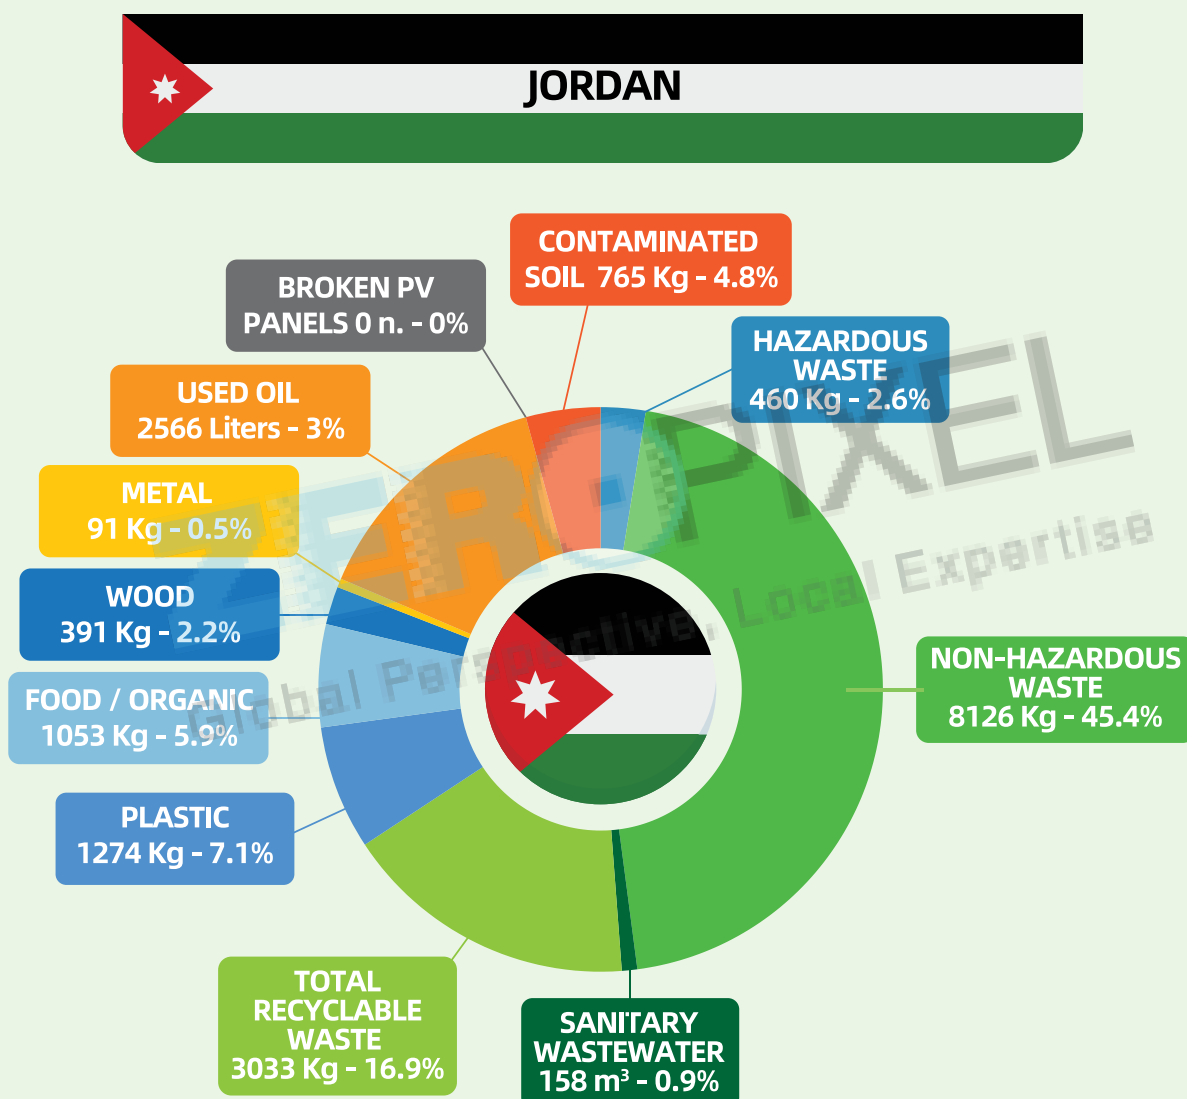 JORDAN
CONTAMINATED
SOIL 765 Kg - 4.8%
BROKEN PV
PANELS 0 n. - 0%
HAZARDOUS
WASTE
460 Kg - 2.6%
USED OIL
2566 Liters - 3%
METAL
91 Kg - 0.5%
WOOD
391 Kg - 2.2%
FOOD / ORGANIC
1053 Kg - 5.9%
NON-HAZARDOUS
WASTE
8126 Kg - 45.4%
PLASTIC
1274 Kg - 7.1%
TOTAL
RECYCLABLE
WASTE
3033 Kg - 16.9%
SANITARY
WASTEWATER
158 m³ - 0.9%
ZERO.PIXEL
Global Perspective, Local Expertise